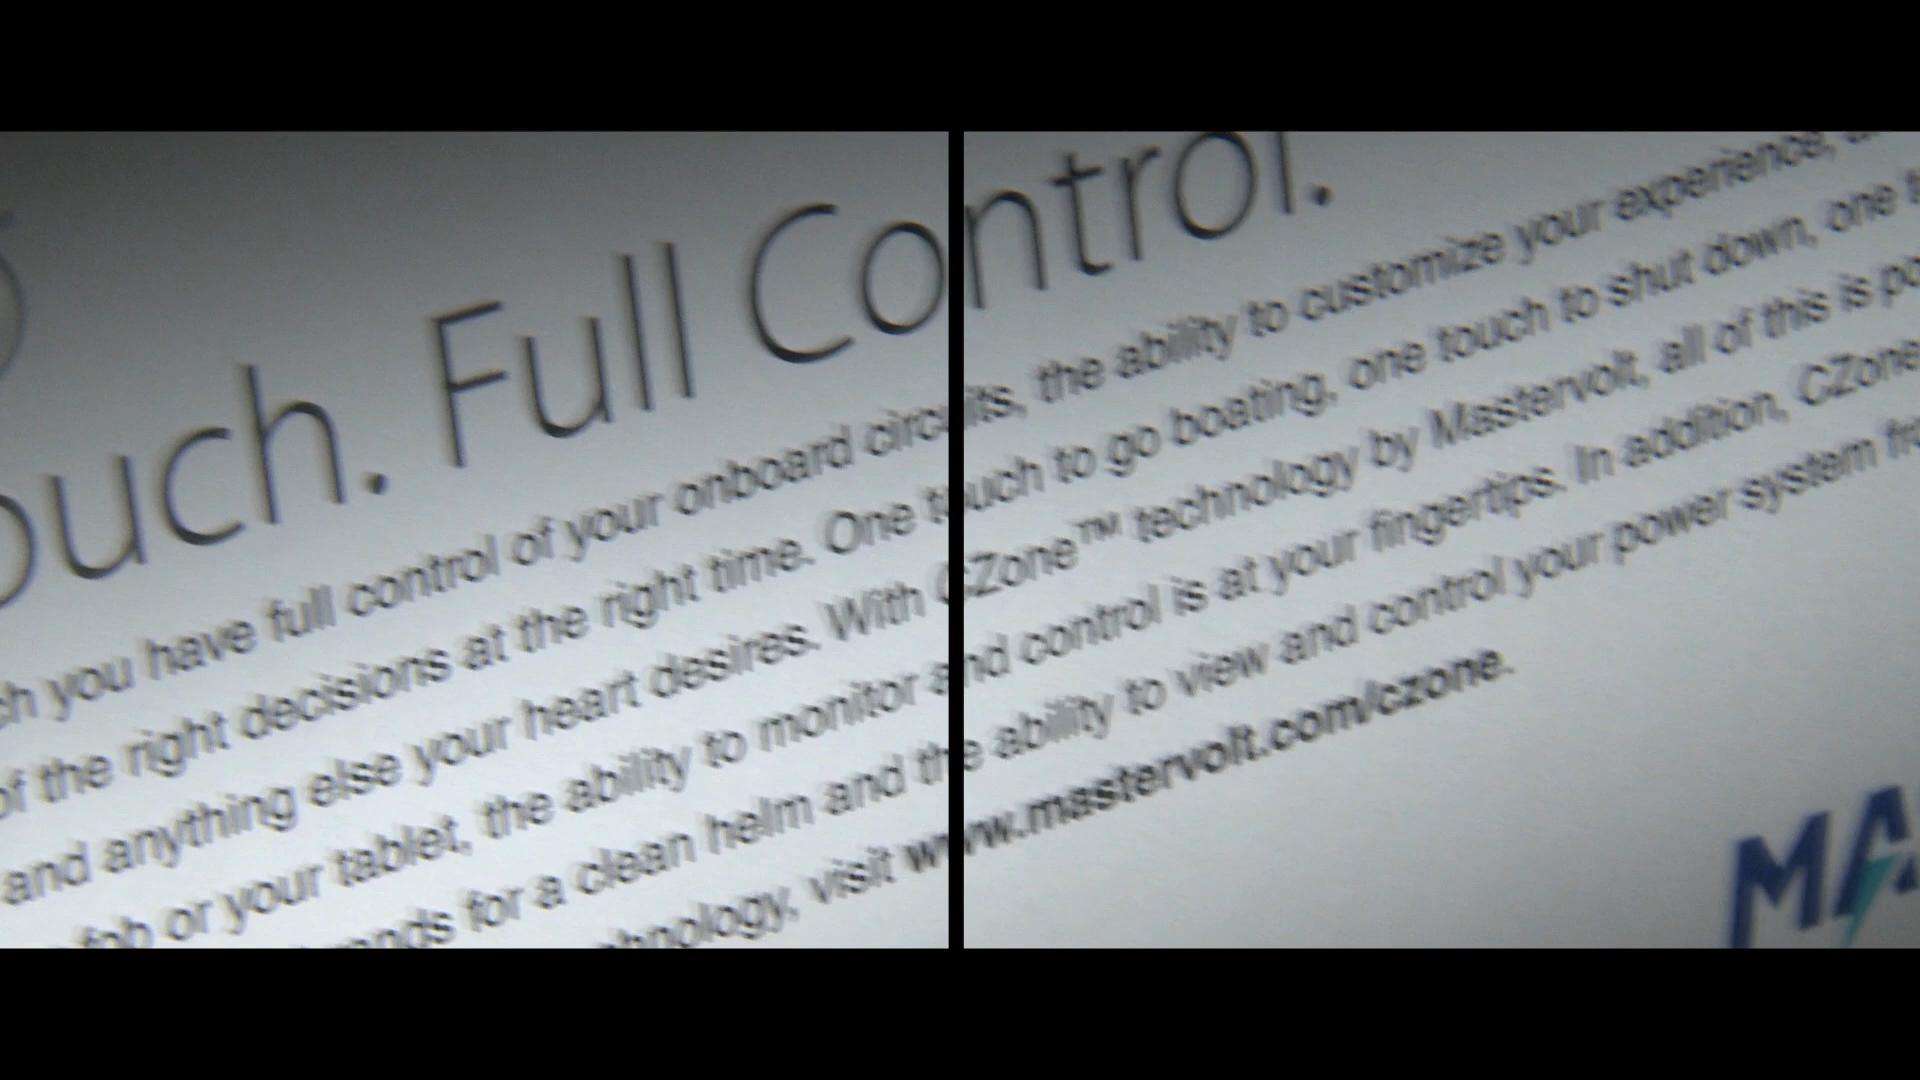 ouch. Full Control.
ch you have full control of your onboard circuits, the ability to customize your experience,
of the right decisions at the right time. One touch to go boating, one touch to shut down, one
and anything else your heart desires. With CZone™ technology by Mastervolt, all of this is
fob or your tablet, the ability to monitor and control is at your fingertips. In addition, CZone
for a clean helm and the ability to view and control your power system
visit www.mastervolt.com/czone.
MA